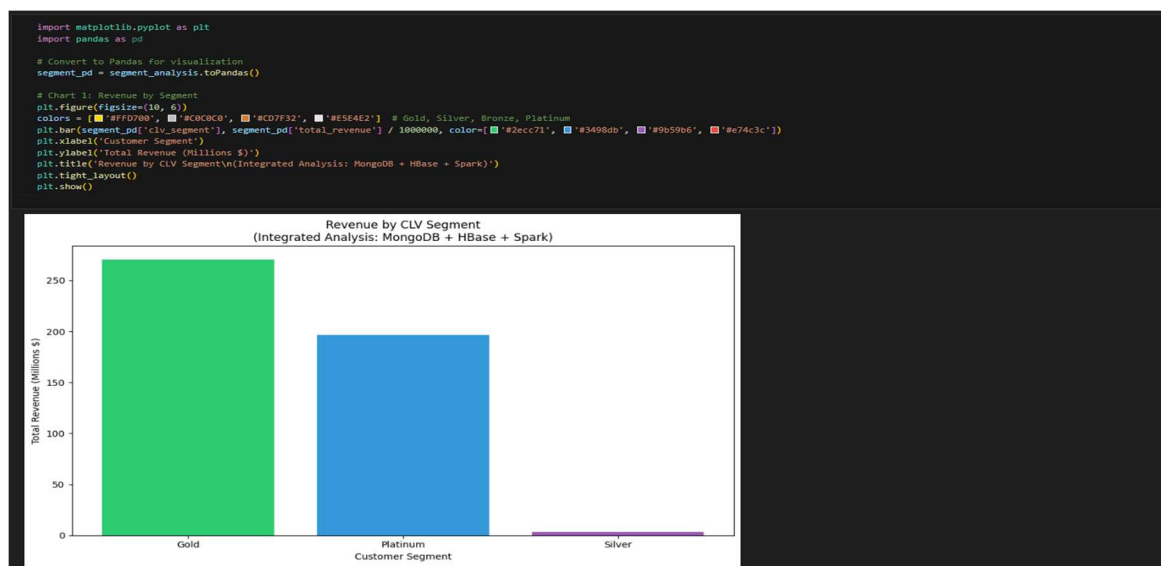 import matplotlib.pyplot as plt
import pandas as pd
# Convert to Pandas for visualization
segment_pd = segment_analysis.toPandas()
# Chart 1: Revenue by Segment
plt.figure(figsize=(10, 6))
colors = ['#FFD700', '#C0C0C0', '#CD7F32', '#E5E4E2']  # Gold, Silver, Bronze, Platinum
plt.bar(segment_pd['clv_segment'], segment_pd['total_revenue'] / 1000000, color=['#2ecc71', '#3498db', '#9b59b6', '#e74c3c'])
plt.xlabel('Customer Segment')
plt.ylabel('Total Revenue (Millions $)')
plt.title('Revenue by CLV Segment\n(Integrated Analysis: MongoDB + HBase + Spark)')
plt.tight_layout()
plt.show()
Revenue by CLV Segment
(Integrated Analysis: MongoDB + HBase + Spark)
Total Revenue (Millions $)
250
200
150
100
50
0
Gold Platinum Silver
Customer Segment